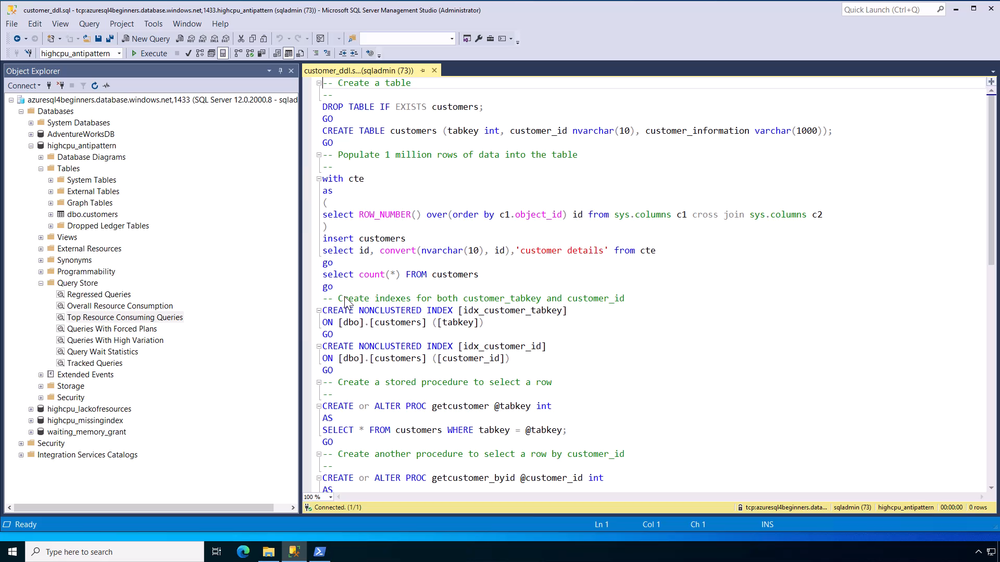 customer_ddl.sql - tcp:azuresql4beginners.database.windows.net,1433.highcpu_antipattern (sqladmin (73)) - Microsoft SQL Server Management Studio (Administrator)
Quick Launch (Ctrl+Q)
File Edit View Query Project Tools Window Help
New Query MDX DMX XMLA DAX
highcpu_antipattern Execute
Object Explorer
customer_ddl.s...(sqladmin (73))
Connect
azuresql4beginners.database.windows.net,1433 (SQL Server 12.0.2000.8 - sqlad
Databases
System Databases
AdventureWorksDB
highcpu_antipattern
Database Diagrams
Tables
System Tables
External Tables
Graph Tables
dbo.customers
Dropped Ledger Tables
Views
External Resources
Synonyms
Programmability
Query Store
Regressed Queries
Overall Resource Consumption
Top Resource Consuming Queries
Queries With Forced Plans
Queries With High Variation
Query Wait Statistics
Tracked Queries
Extended Events
Storage
Security
highcpu_lackofresources
highcpu_missingindex
waiting_memory_grant
Security
Integration Services Catalogs
-- Create a table
--
DROP TABLE IF EXISTS customers;
GO
CREATE TABLE customers (tabkey int, customer_id nvarchar(10), customer_information varchar(1000));
GO
-- Populate 1 million rows of data into the table
--
with cte
as
(
select ROW_NUMBER() over(order by c1.object_id) id from sys.columns c1 cross join sys.columns c2
)
insert customers
select id, convert(nvarchar(10), id),'customer details' from cte
go
select count(*) FROM customers
go
-- Create indexes for both customer_tabkey and customer_id
CREATE NONCLUSTERED INDEX [idx_customer_tabkey]
ON [dbo].[customers] ([tabkey])
GO
CREATE NONCLUSTERED INDEX [idx_customer_id]
ON [dbo].[customers] ([customer_id])
GO
-- Create a stored procedure to select a row
--
CREATE or ALTER PROC getcustomer @tabkey int
AS
SELECT * FROM customers WHERE tabkey = @tabkey;
GO
-- Create another procedure to select a row by customer_id
--
CREATE or ALTER PROC getcustomer_byid @customer_id int
AS
100 %
Connected. (1/1) tcp:azuresql4beginners.data... sqladmin (73) highcpu_antipattern 00:00:00 0 rows
Ready Ln 1 Col 1 Ch 1 INS
Type here to search